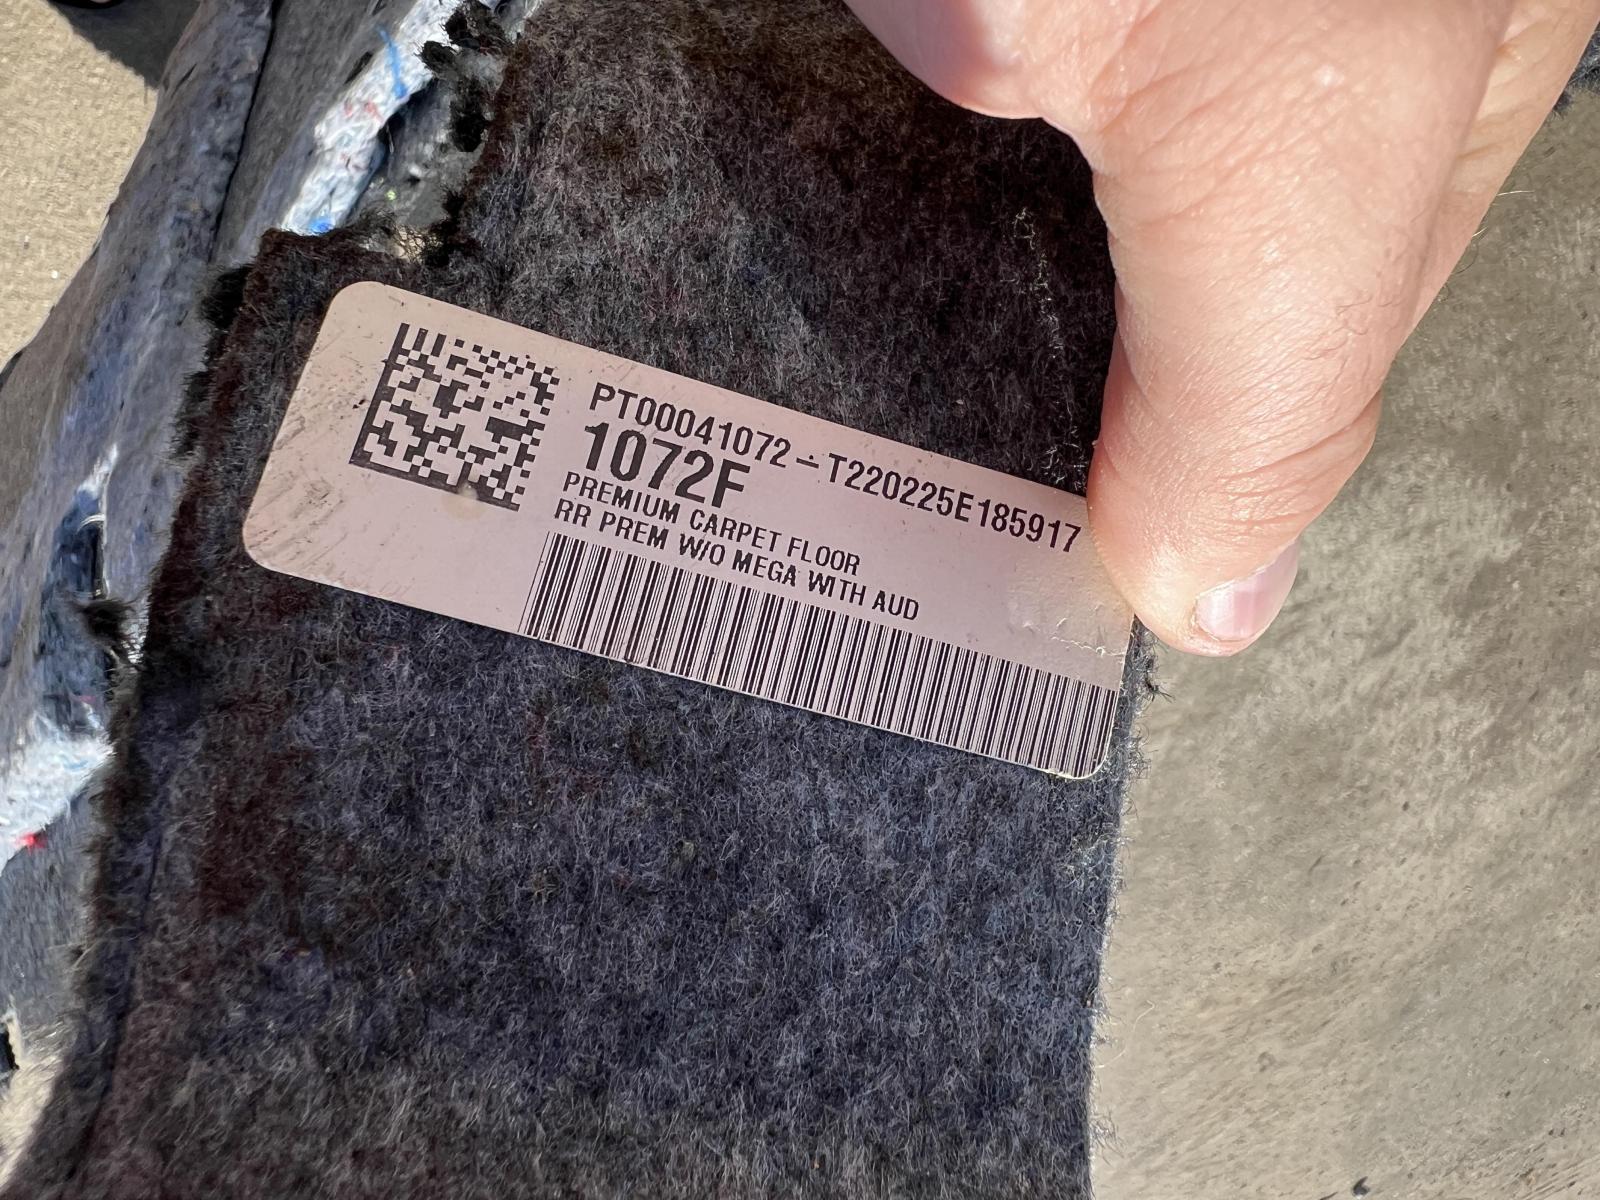 PT00041072-T220225E185917
1072F
PREMIUM CARPET FLOOR
RR PREM W/O MEGA WITH AUD